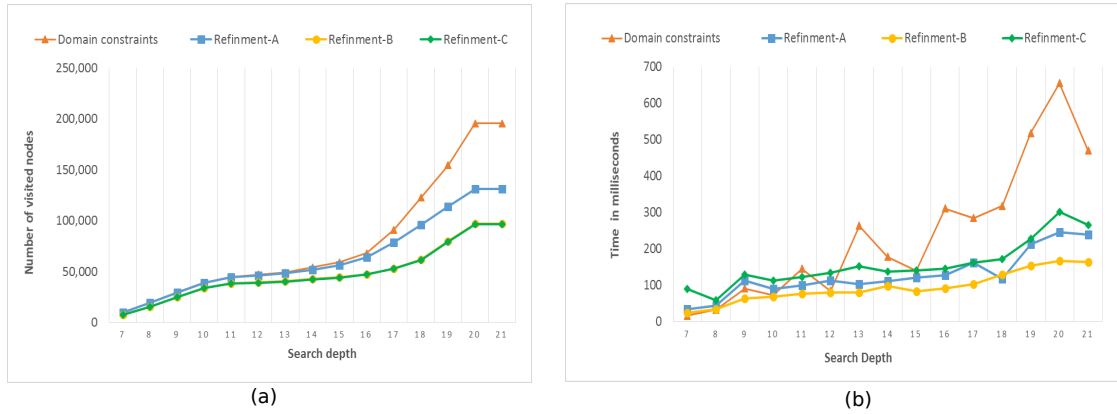 Domain constraints Refinment-A Refinment-B Refinment-C
250,000
200,000
150,000
100,000
50,000
0
Number of visited nodes
7 8 9 10 11 12 13 14 15 16 17 18 19 20 21
Search depth
(a)
Domain constraints Refinment-A Refinment-B Refinment-C
700
600
500
400
300
200
100
0
Time in milliseconds
7 8 9 10 11 12 13 14 15 16 17 18 19 20 21
Search Depth
(b)